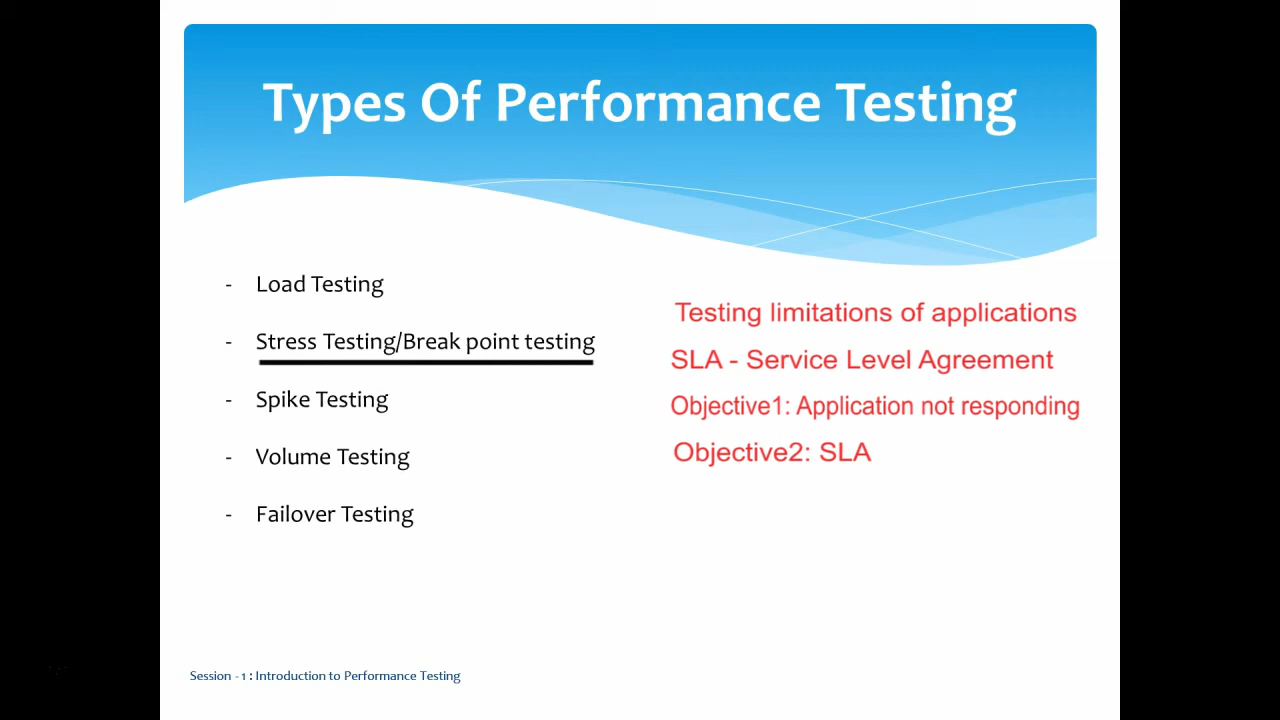 Types Of Performance Testing
- Load Testing
- Stress Testing/Break point testing
- Spike Testing
- Volume Testing
- Failover Testing
Testing limitations of applications
SLA - Service Level Agreement
Objective1: Application not responding
Objective2: SLA
Session - 1 : Introduction to Performance Testing